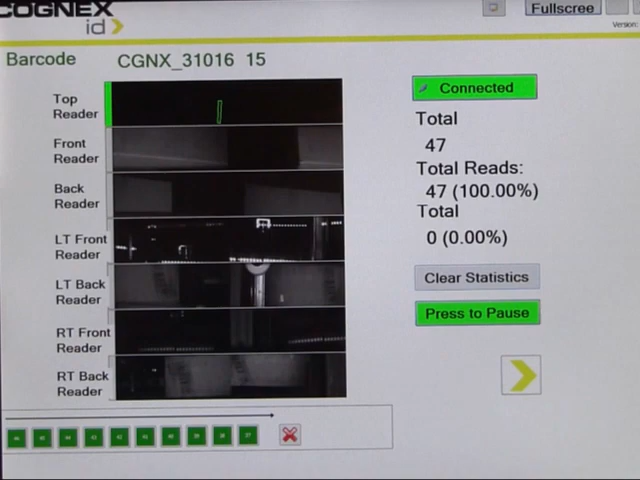 COGNEX
id
Fullscree
Version:
Barcode CGNX_31016 15
Top
Reader
Front
Reader
Back
Reader
LT Front
Reader
LT Back
Reader
RT Front
Reader
RT Back
Reader
Connected
Total
47
Total Reads:
47 (100.00%)
Total
0 (0.00%)
Clear Statistics
Press to Pause